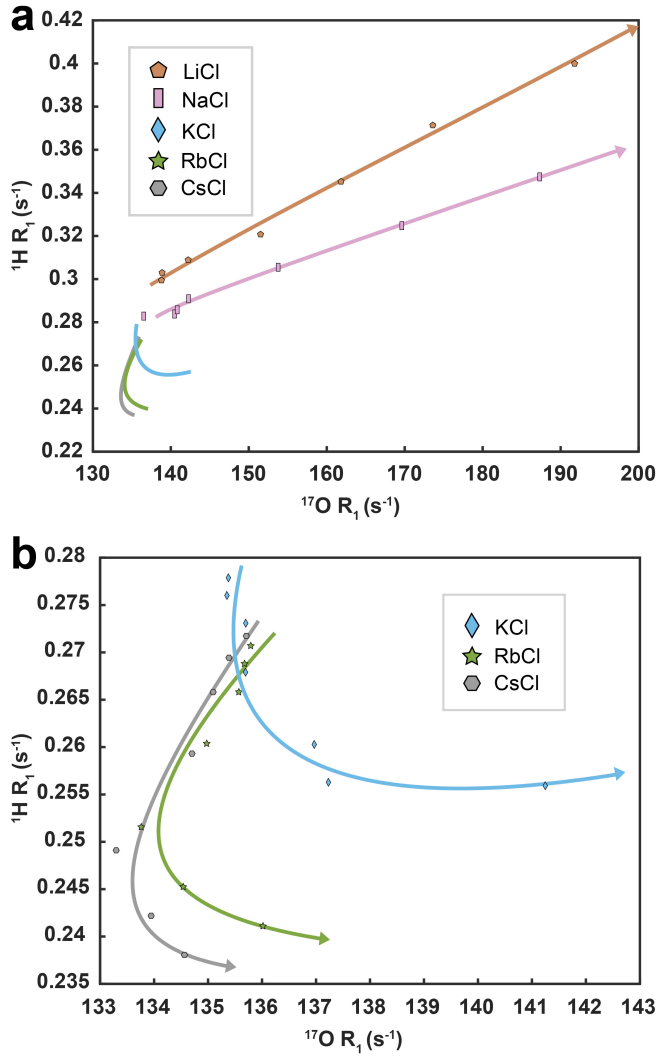 a
0.42
0.4
0.38
0.36
0.34
0.32
0.3
0.28
0.26
0.24
0.22
¹H R₁ (s⁻¹)
LiCl
NaCl
KCl
RbCl
CsCl
130 140 150 160 170 180 190 200
¹⁷O R₁ (s⁻¹)
b
0.28
0.275
0.27
0.265
0.26
0.255
0.25
0.245
0.24
0.235
¹H R₁ (s⁻¹)
KCl
RbCl
CsCl
133 134 135 136 137 138 139 140 141 142 143
¹⁷O R₁ (s⁻¹)